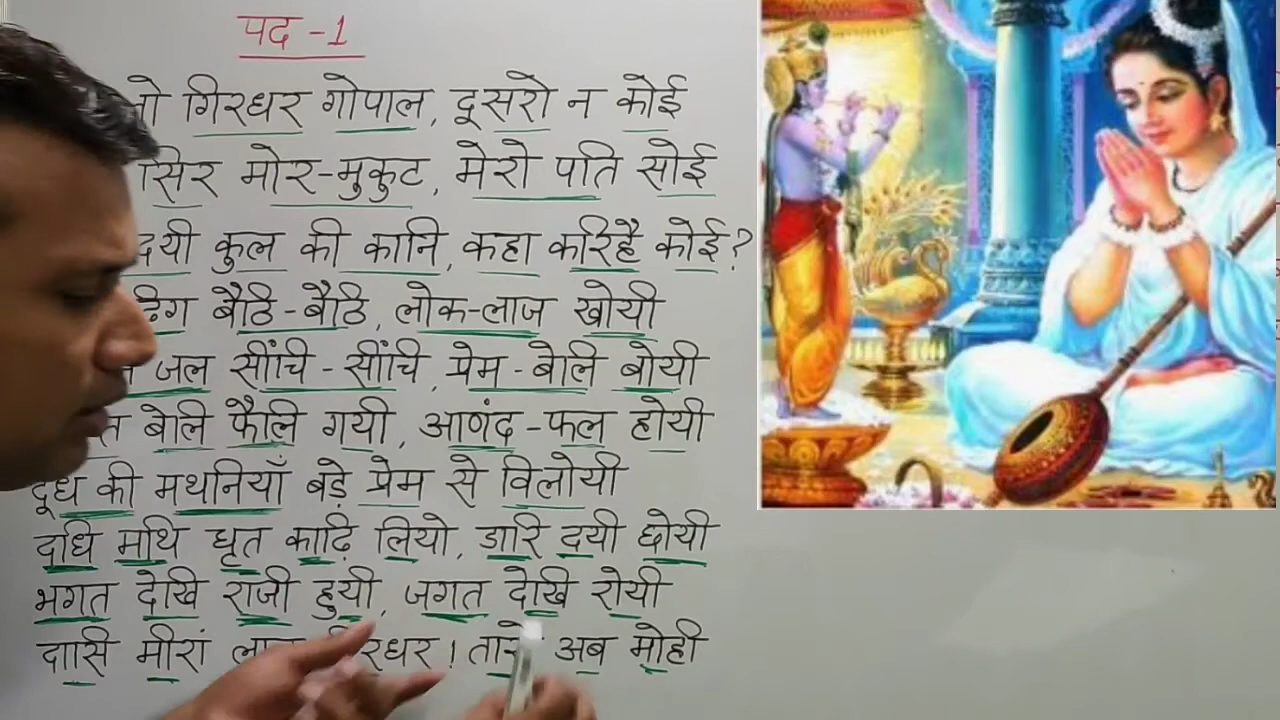 पद -1
गिरधर गोपाल, दूसरो न कोई
सिर मोर-मुकुट, मेरो पति सोई
दयी कुल की कानि, कहा करिहै कोई?
ढिग बैठि-बैठि, लोक-लाज खोयी
जल सींचि - सींचि, प्रेम-बेलि बोयी
बेलि फैलि गयी, आणंद-फल होयी
दूध की मथनियाँ बड़े प्रेम से विलोयी
दधि मथि घृत काढ़ि लियो, डारि दयी छोयी
भगत देखि राजी हुयी, जगत देखि रोयी
दासि मीरां अब मोही